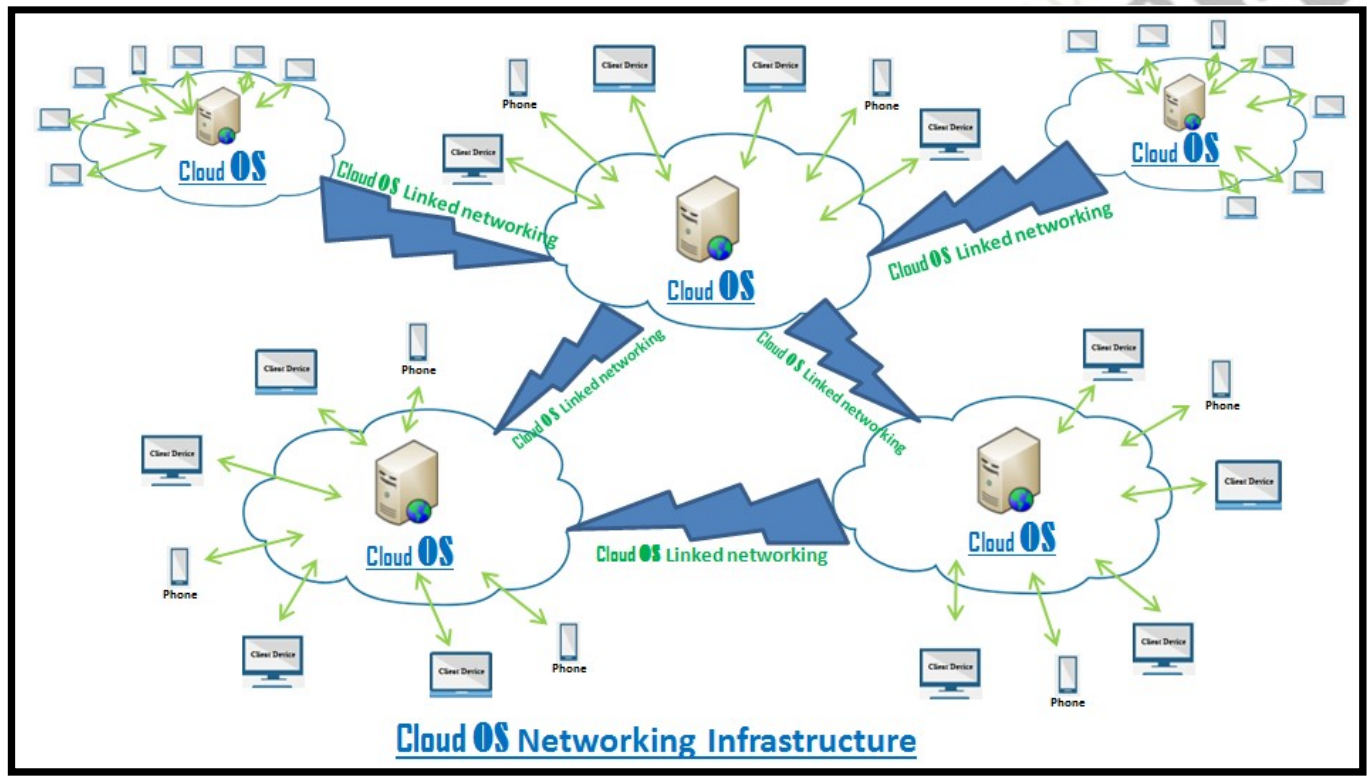 Client Device
Client Device
Phone
Phone
Client Device
Client Device
Cloud OS
Cloud OS
Cloud OS Linked networking
Cloud OS Linked networking
Cloud OS
Cloud OS Linked networking
Cloud OS Linked networking
Client Device
Phone
Client Device
Phone
Client Device
Client Device
Cloud OS
Cloud OS
Cloud OS Linked networking
Phone
Client Device
Client Device
Phone
Client Device
Client Device
Phone
Cloud OS Networking Infrastructure